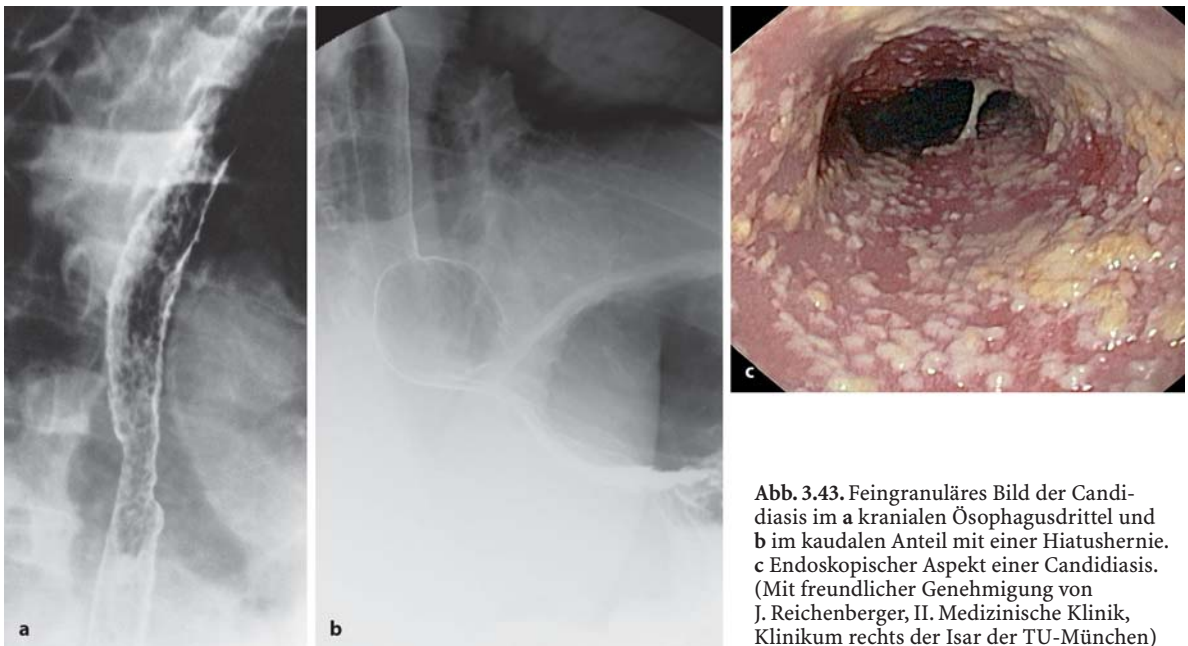 a
b
c
Abb. 3.43. Feingranuläres Bild der Candi-
diasis im a kranialen Ösophagusdrittel und
b im kaudalen Anteil mit einer Hiatushernie.
c Endoskopischer Aspekt einer Candidiasis.
(Mit freundlicher Genehmigung von
J. Reichenberger, II. Medizinische Klinik,
Klinikum rechts der Isar der TU-München)